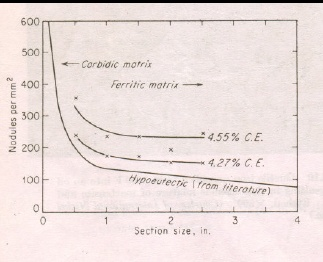 600
500
400
300
200
100
0
Nodules per mm²
← Carbidic matrix
Ferritic matrix →
4.55% C.E.
4.27% C.E.
Hypoeutectic (from literature)
0 1 2 3 4
Section size, in.